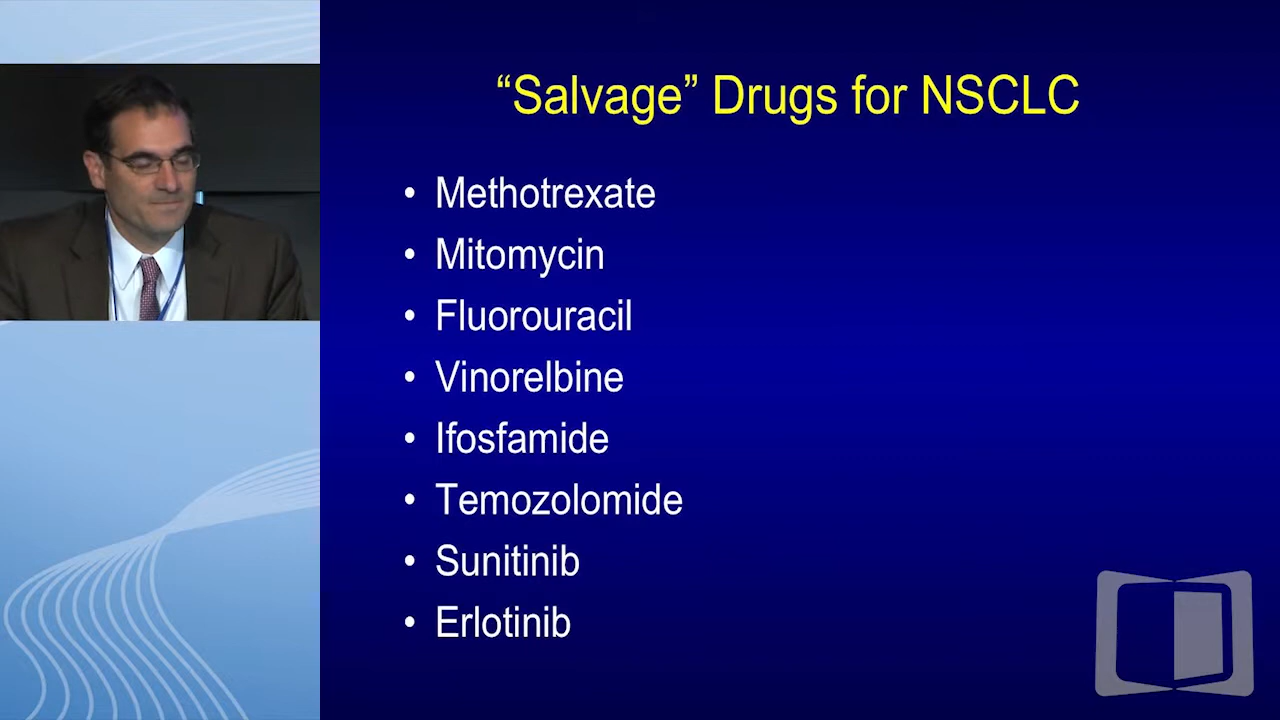 “Salvage” Drugs for NSCLC
• Methotrexate
• Mitomycin
• Fluorouracil
• Vinorelbine
• Ifosfamide
• Temozolomide
• Sunitinib
• Erlotinib